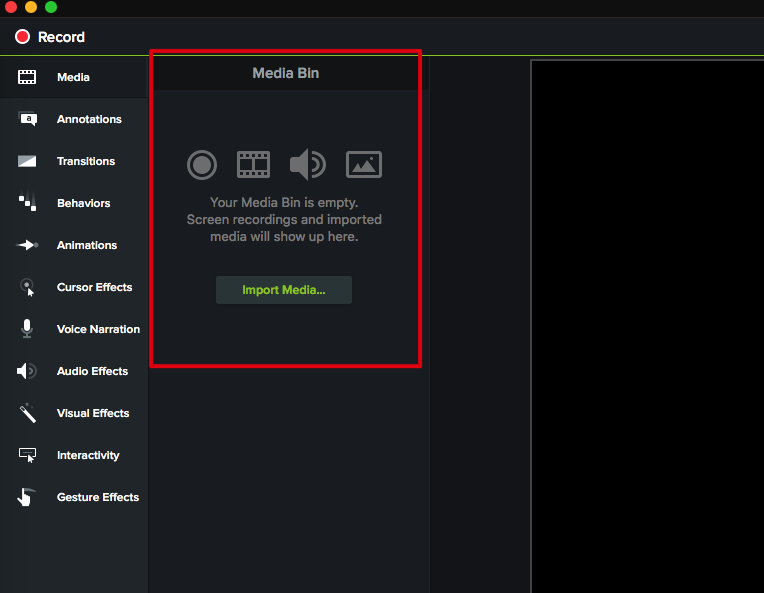 Record
Media
Annotations
Transitions
Behaviors
Animations
Cursor Effects
Voice Narration
Audio Effects
Visual Effects
Interactivity
Gesture Effects
Media Bin
Your Media Bin is empty.
Screen recordings and imported
media will show up here.
Import Media...